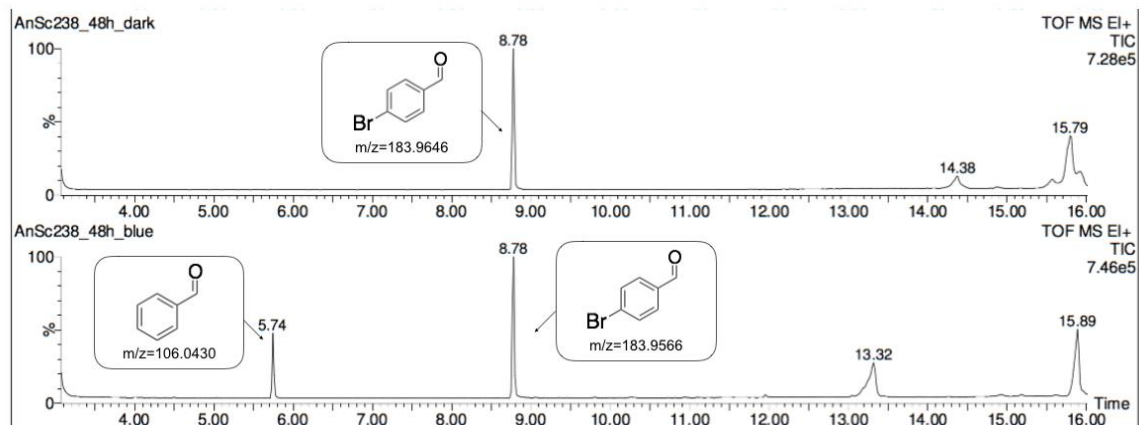 AnSc238_48h_dark
TOF MS EI+
TIC
7.28e5
100
%
0
8.78
14.38
15.79
O
Br
m/z=183.9646
4.00 5.00 6.00 7.00 8.00 9.00 10.00 11.00 12.00 13.00 14.00 15.00 16.00
AnSc238_48h_blue
TOF MS EI+
TIC
7.46e5
100
%
0
5.74
8.78
13.32
15.89
O
m/z=106.0430
O
Br
m/z=183.9566
Time
4.00 5.00 6.00 7.00 8.00 9.00 10.00 11.00 12.00 13.00 14.00 15.00 16.00